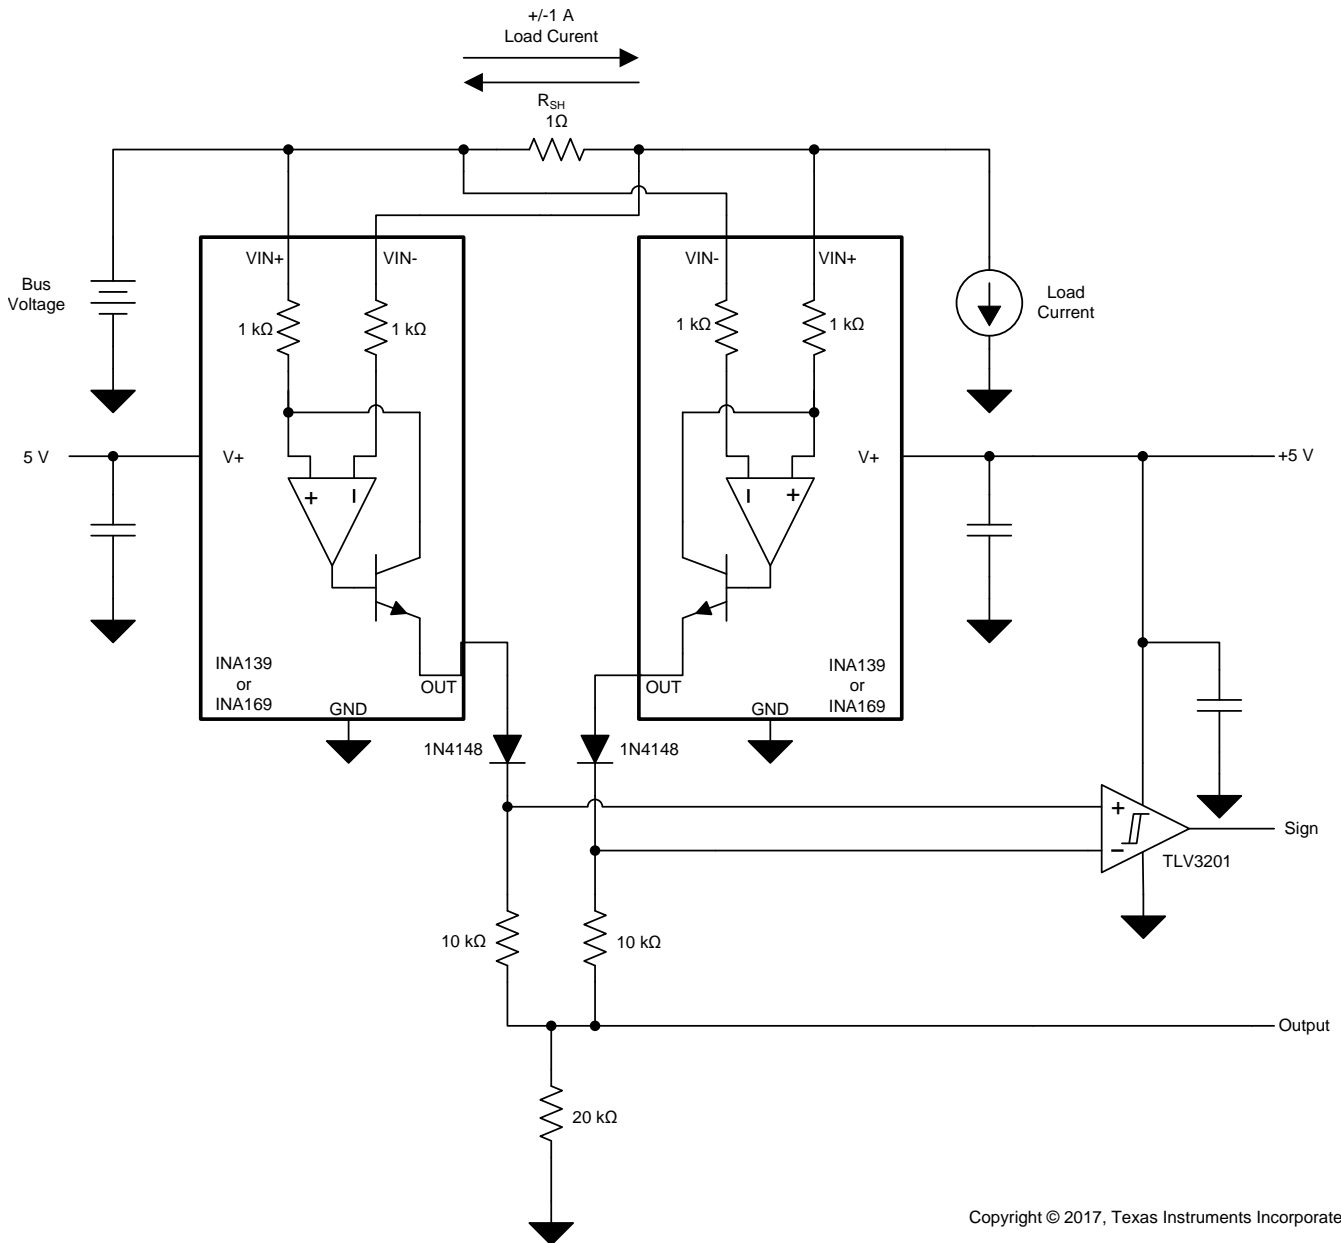 +/-1 A
Load Curent
RSH
1Ω
VIN+
VIN-
VIN-
VIN+
Bus
Voltage
1 kΩ
1 kΩ
1 kΩ
1 kΩ
Load
Current
5 V
V+
V+
+5 V
+
−
−
+
INA139
or
INA169
OUT
GND
OUT
GND
INA139
or
INA169
1N4148
1N4148
+
−
Sign
TLV3201
10 kΩ
10 kΩ
Output
20 kΩ
Copyright © 2017, Texas Instruments Incorporate